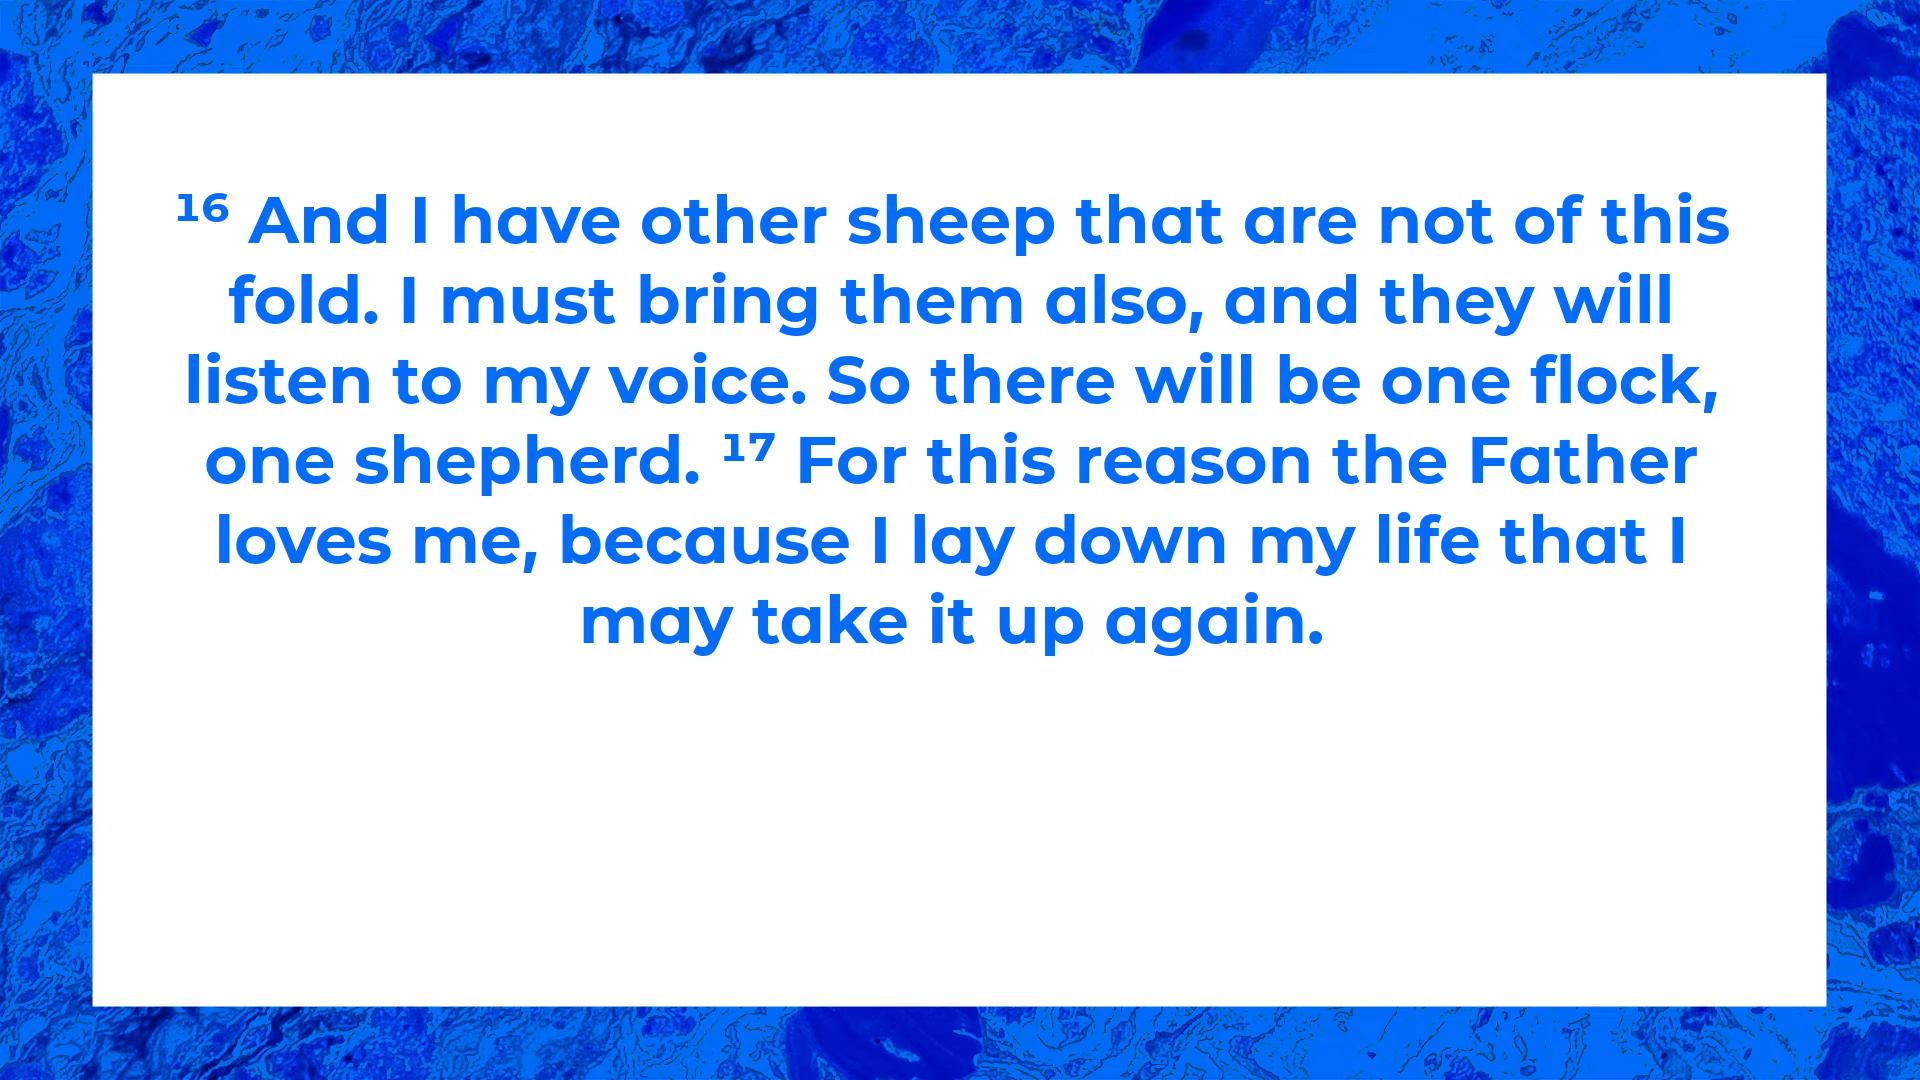 ¹⁶ And I have other sheep that are not of this
fold. I must bring them also, and they will
listen to my voice. So there will be one flock,
one shepherd. ¹⁷ For this reason the Father
loves me, because I lay down my life that I
may take it up again.